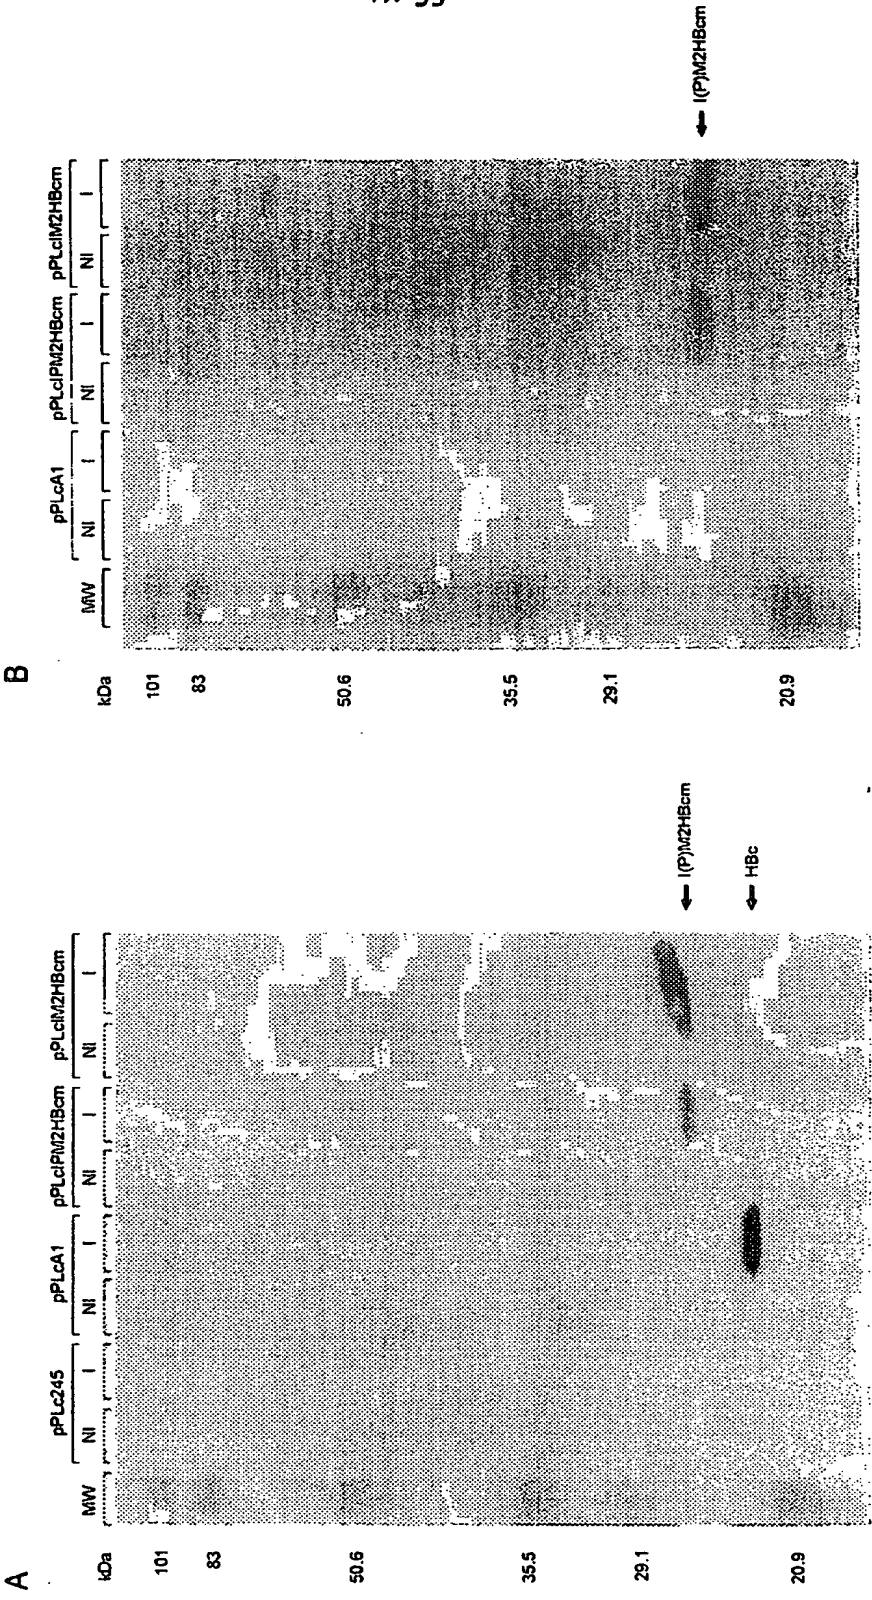 A
pPLc245 pPLcA1 pPLcIPM2HBcm pPLcIM2HBcm
MW NI I NI I NI I NI I
kDa
101
83
50.6
35.5
29.1
20.9
I(P)M2HBcm
HBc
B
pPLcA1 pPLcIPM2HBcm pPLcIM2HBcm
MW NI I NI I NI I
kDa
101
83
50.6
35.5
29.1
20.9
I(P)M2HBcm